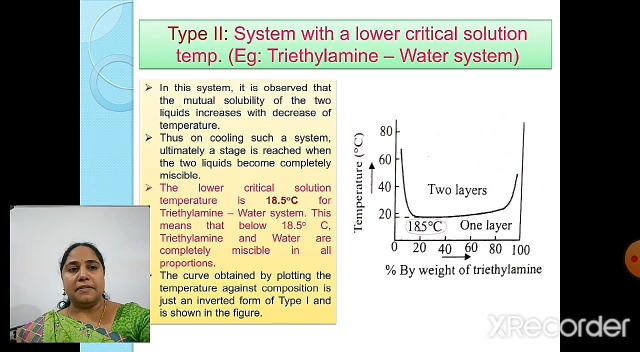 Type II: System with a lower critical solution
temp. (Eg: Triethylamine – Water system)
➢ In this system, it is observed that
the mutual solubility of the two
liquids increases with decrease of
temperature.
➢ Thus on cooling such a system,
ultimately a stage is reached when
the two liquids become completely
miscible.
➢ The lower critical solution
temperature is 18.5°C for
Triethylamine – Water system. This
means that below 18.5° C,
Triethylamine and Water are
completely miscible in all
proportions.
The curve obtained by plotting the
temperature against composition is
just an inverted form of Type I and
is shown in the figure.
Temperature (°C)
80
60
40
20
Two layers
185°C
One layer
0 20 40 60 80 100
% By weight of triethylamine
XRecorder